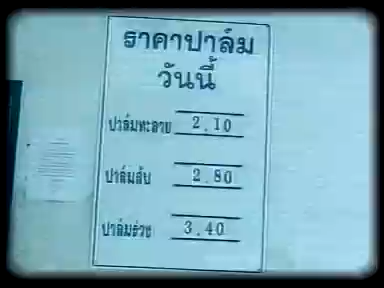 ราคาปาล์ม
วันนี้
ปาล์มทะลาย 2.10
ปาล์มสับ 2.80
ปาล์มร่วง 3.40